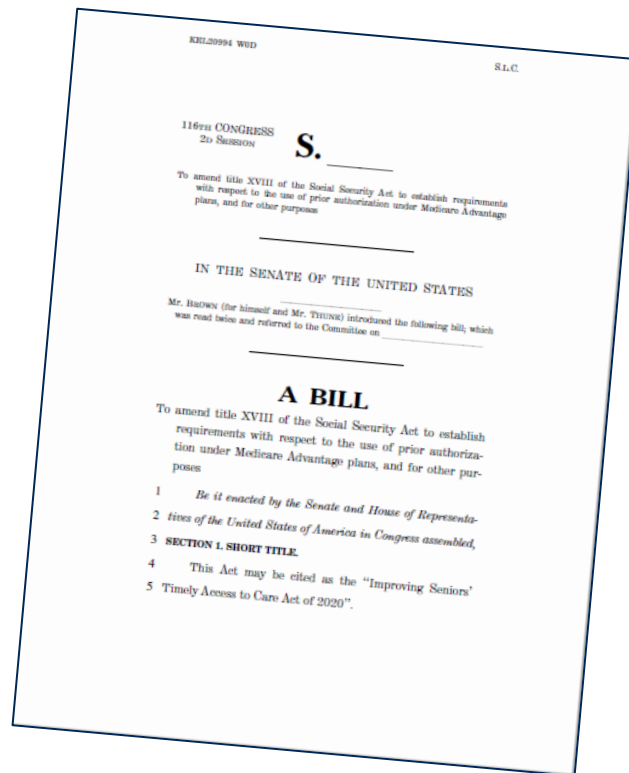 KEL20994 W6D
S.L.C.
116TH CONGRESS
2D SESSION
S.
To amend title XVIII of the Social Security Act to establish requirements
with respect to the use of prior authorization under Medicare Advantage
plans, and for other purposes
IN THE SENATE OF THE UNITED STATES
Mr. BROWN (for himself and Mr. THUNE) introduced the following bill; which
was read twice and referred to the Committee on
A BILL
To amend title XVIII of the Social Security Act to establish
requirements with respect to the use of prior authoriza-
tion under Medicare Advantage plans, and for other pur-
poses
1 Be it enacted by the Senate and House of Representa-
2 tives of the United States of America in Congress assembled,
3 SECTION 1. SHORT TITLE.
4 This Act may be cited as the “Improving Seniors’
5 Timely Access to Care Act of 2020”.